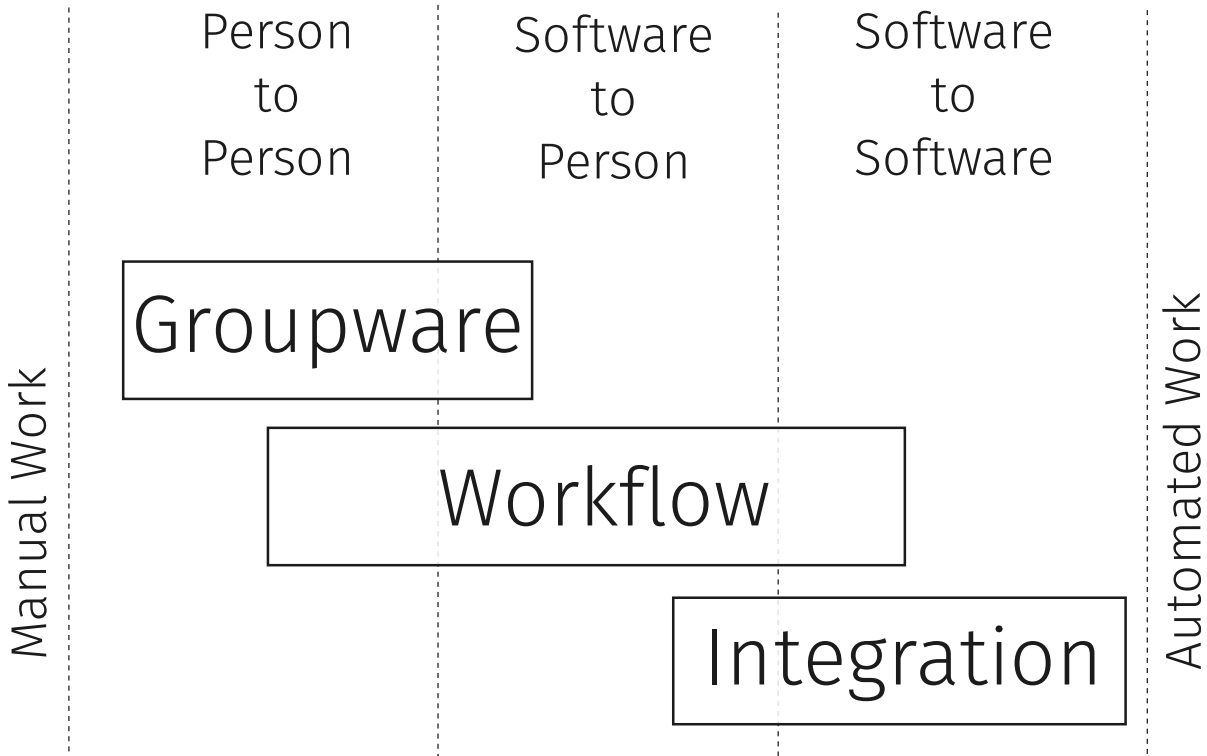 Person
to
Person
Software
to
Person
Software
to
Software
Groupware
Workflow
Integration
Manual Work
Automated Work